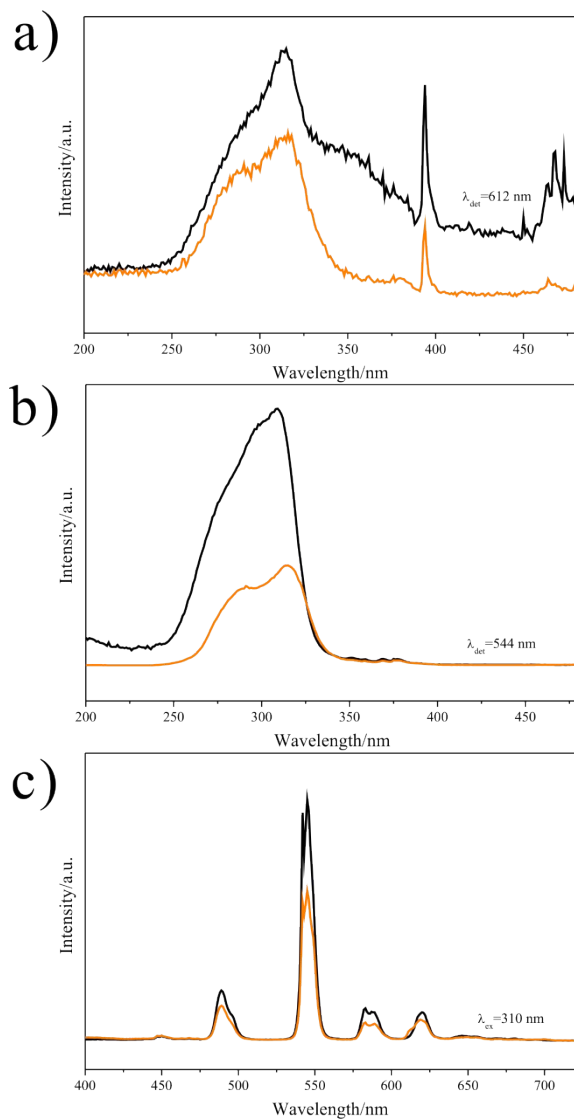 a)
Intensity/a.u.
λdet=612 nm
200 250 300 350 400 450
Wavelength/nm
b)
Intensity/a.u.
λdet=544 nm
200 250 300 350 400 450
Wavelength/nm
c)
Intensity/a.u.
λex=310 nm
400 450 500 550 600 650 700
Wavelength/nm